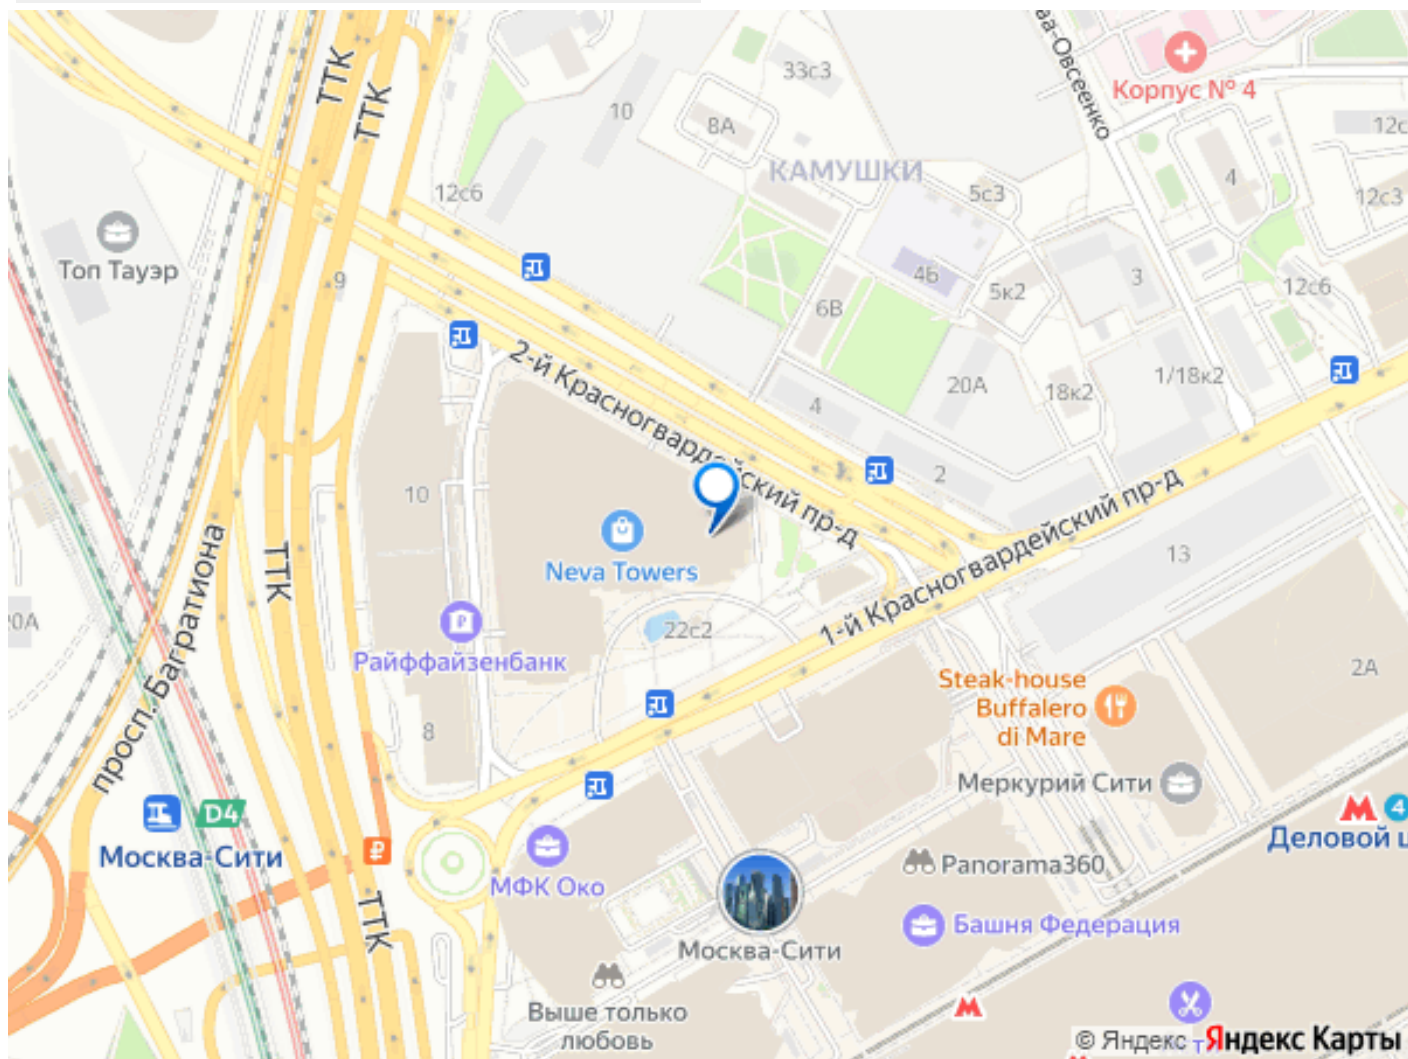 ТТК
ТТК
33с3
Корпус № 4
10
8А
12с
КАМУШКИ
4
12с6
5с3
12с3
Топ Тауэр
9
4Б
5к2
3
12с6
6В
2-й Красногвардейский пр-д
20А
18к2
1/18к2
4
2
10
Neva Towers
13
ТТК
просп. Багратиона
1-й Красногвардейский пр-д
22с2
Райффайзенбанк
2А
Steak-house
Buffalero
di Mare
8
Меркурий Сити
D4
Москва-Сити
4
Деловой ц
МФК Око
Panorama360
ТТК
Башня Федерация
Москва-Сити
Выше только
любовь
© Яндекс Яндекс Карты